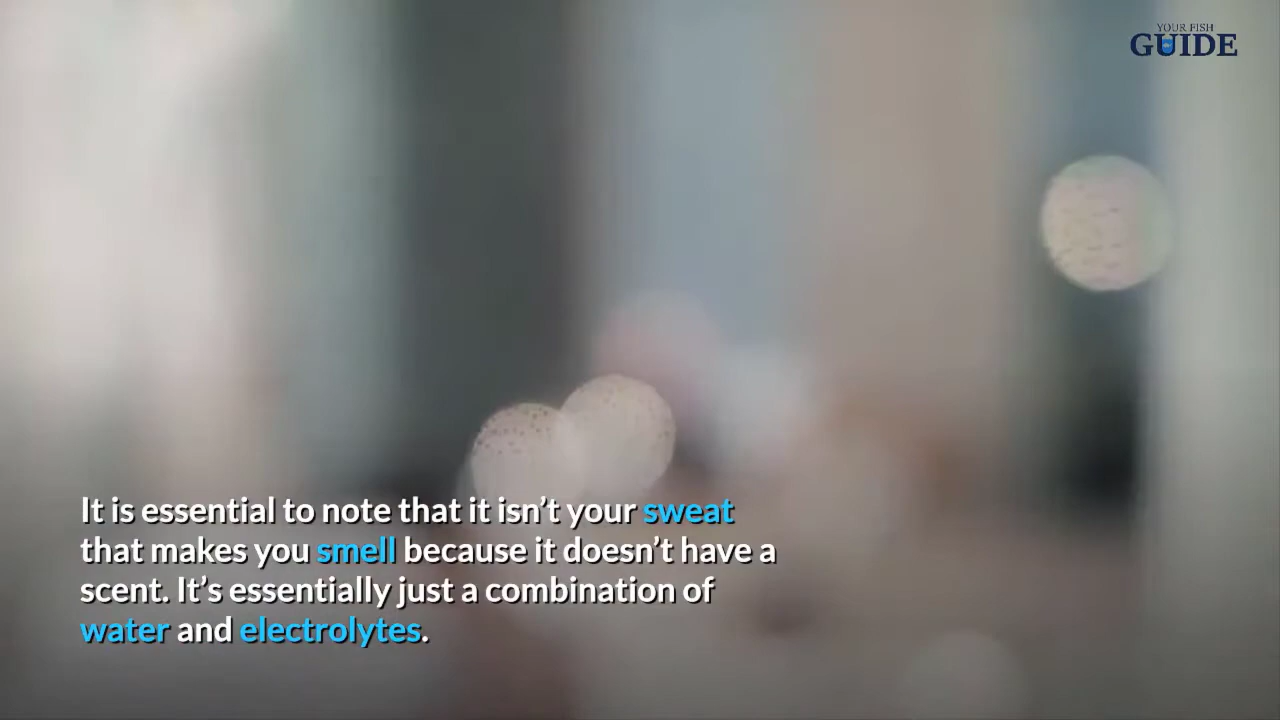 YOUR FISH
GUIDE
It is essential to note that it isn’t your sweat
that makes you smell because it doesn’t have a
scent. It’s essentially just a combination of
water and electrolytes.